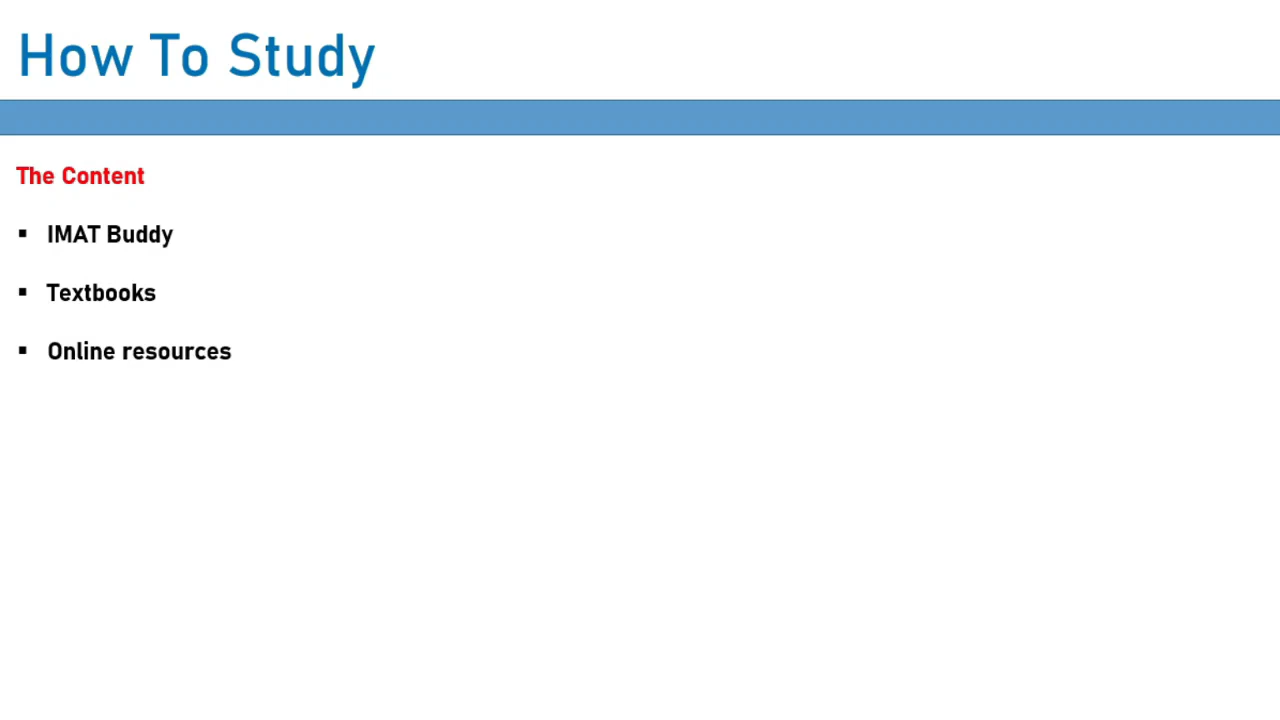 How To Study
The Content
▪ IMAT Buddy
▪ Textbooks
▪ Online resources